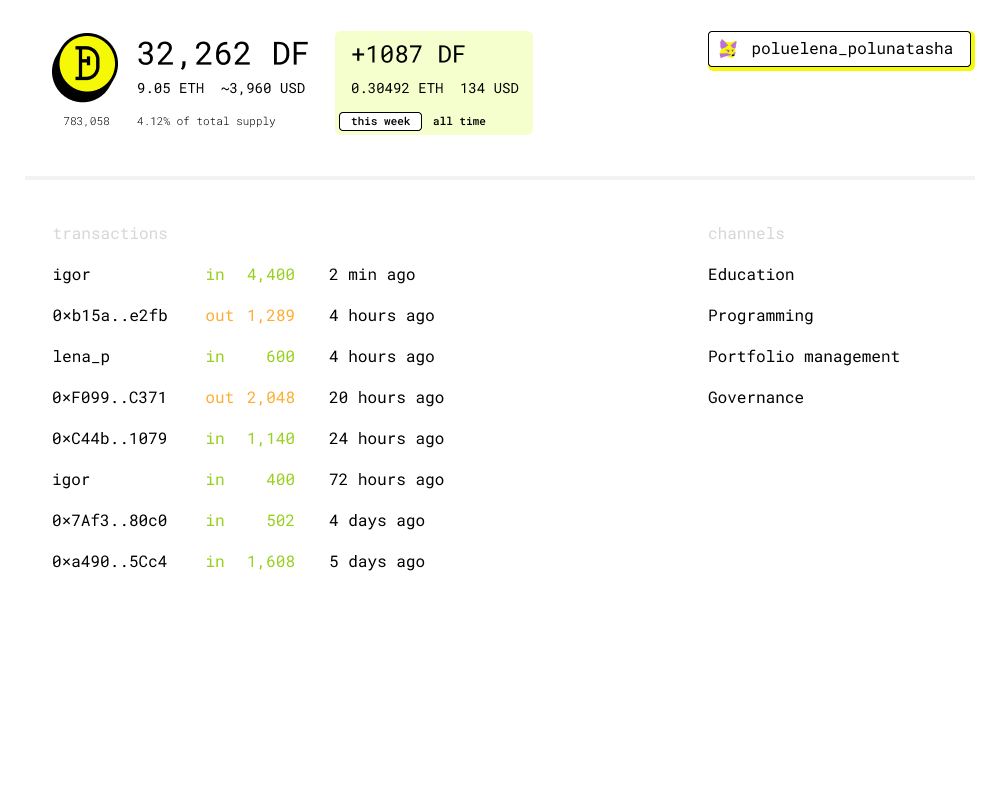 D
32,262 DF
9.05 ETH ~3,960 USD
783,058
4.12% of total supply
+1087 DF
0.30492 ETH 134 USD
this week all time
poluelena_polunatasha
transactions
igor in 4,400 2 min ago
0×b15a..e2fb out 1,289 4 hours ago
lena_p in 600 4 hours ago
0×F099..C371 out 2,048 20 hours ago
0×C44b..1079 in 1,140 24 hours ago
igor in 400 72 hours ago
0×7Af3..80c0 in 502 4 days ago
0×a490..5Cc4 in 1,608 5 days ago
channels
Education
Programming
Portfolio management
Governance